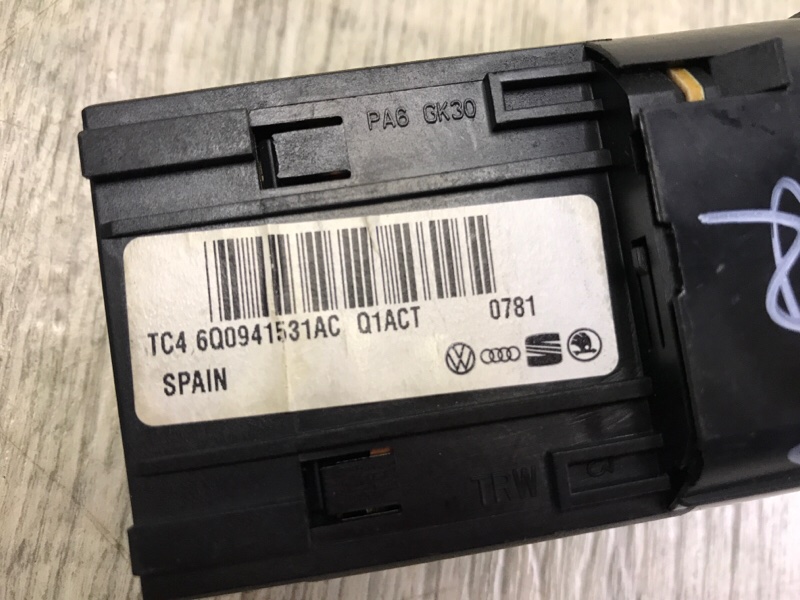 PA6 GK30
TC4 6Q0941531AC Q1ACT 0781
SPAIN
TRW